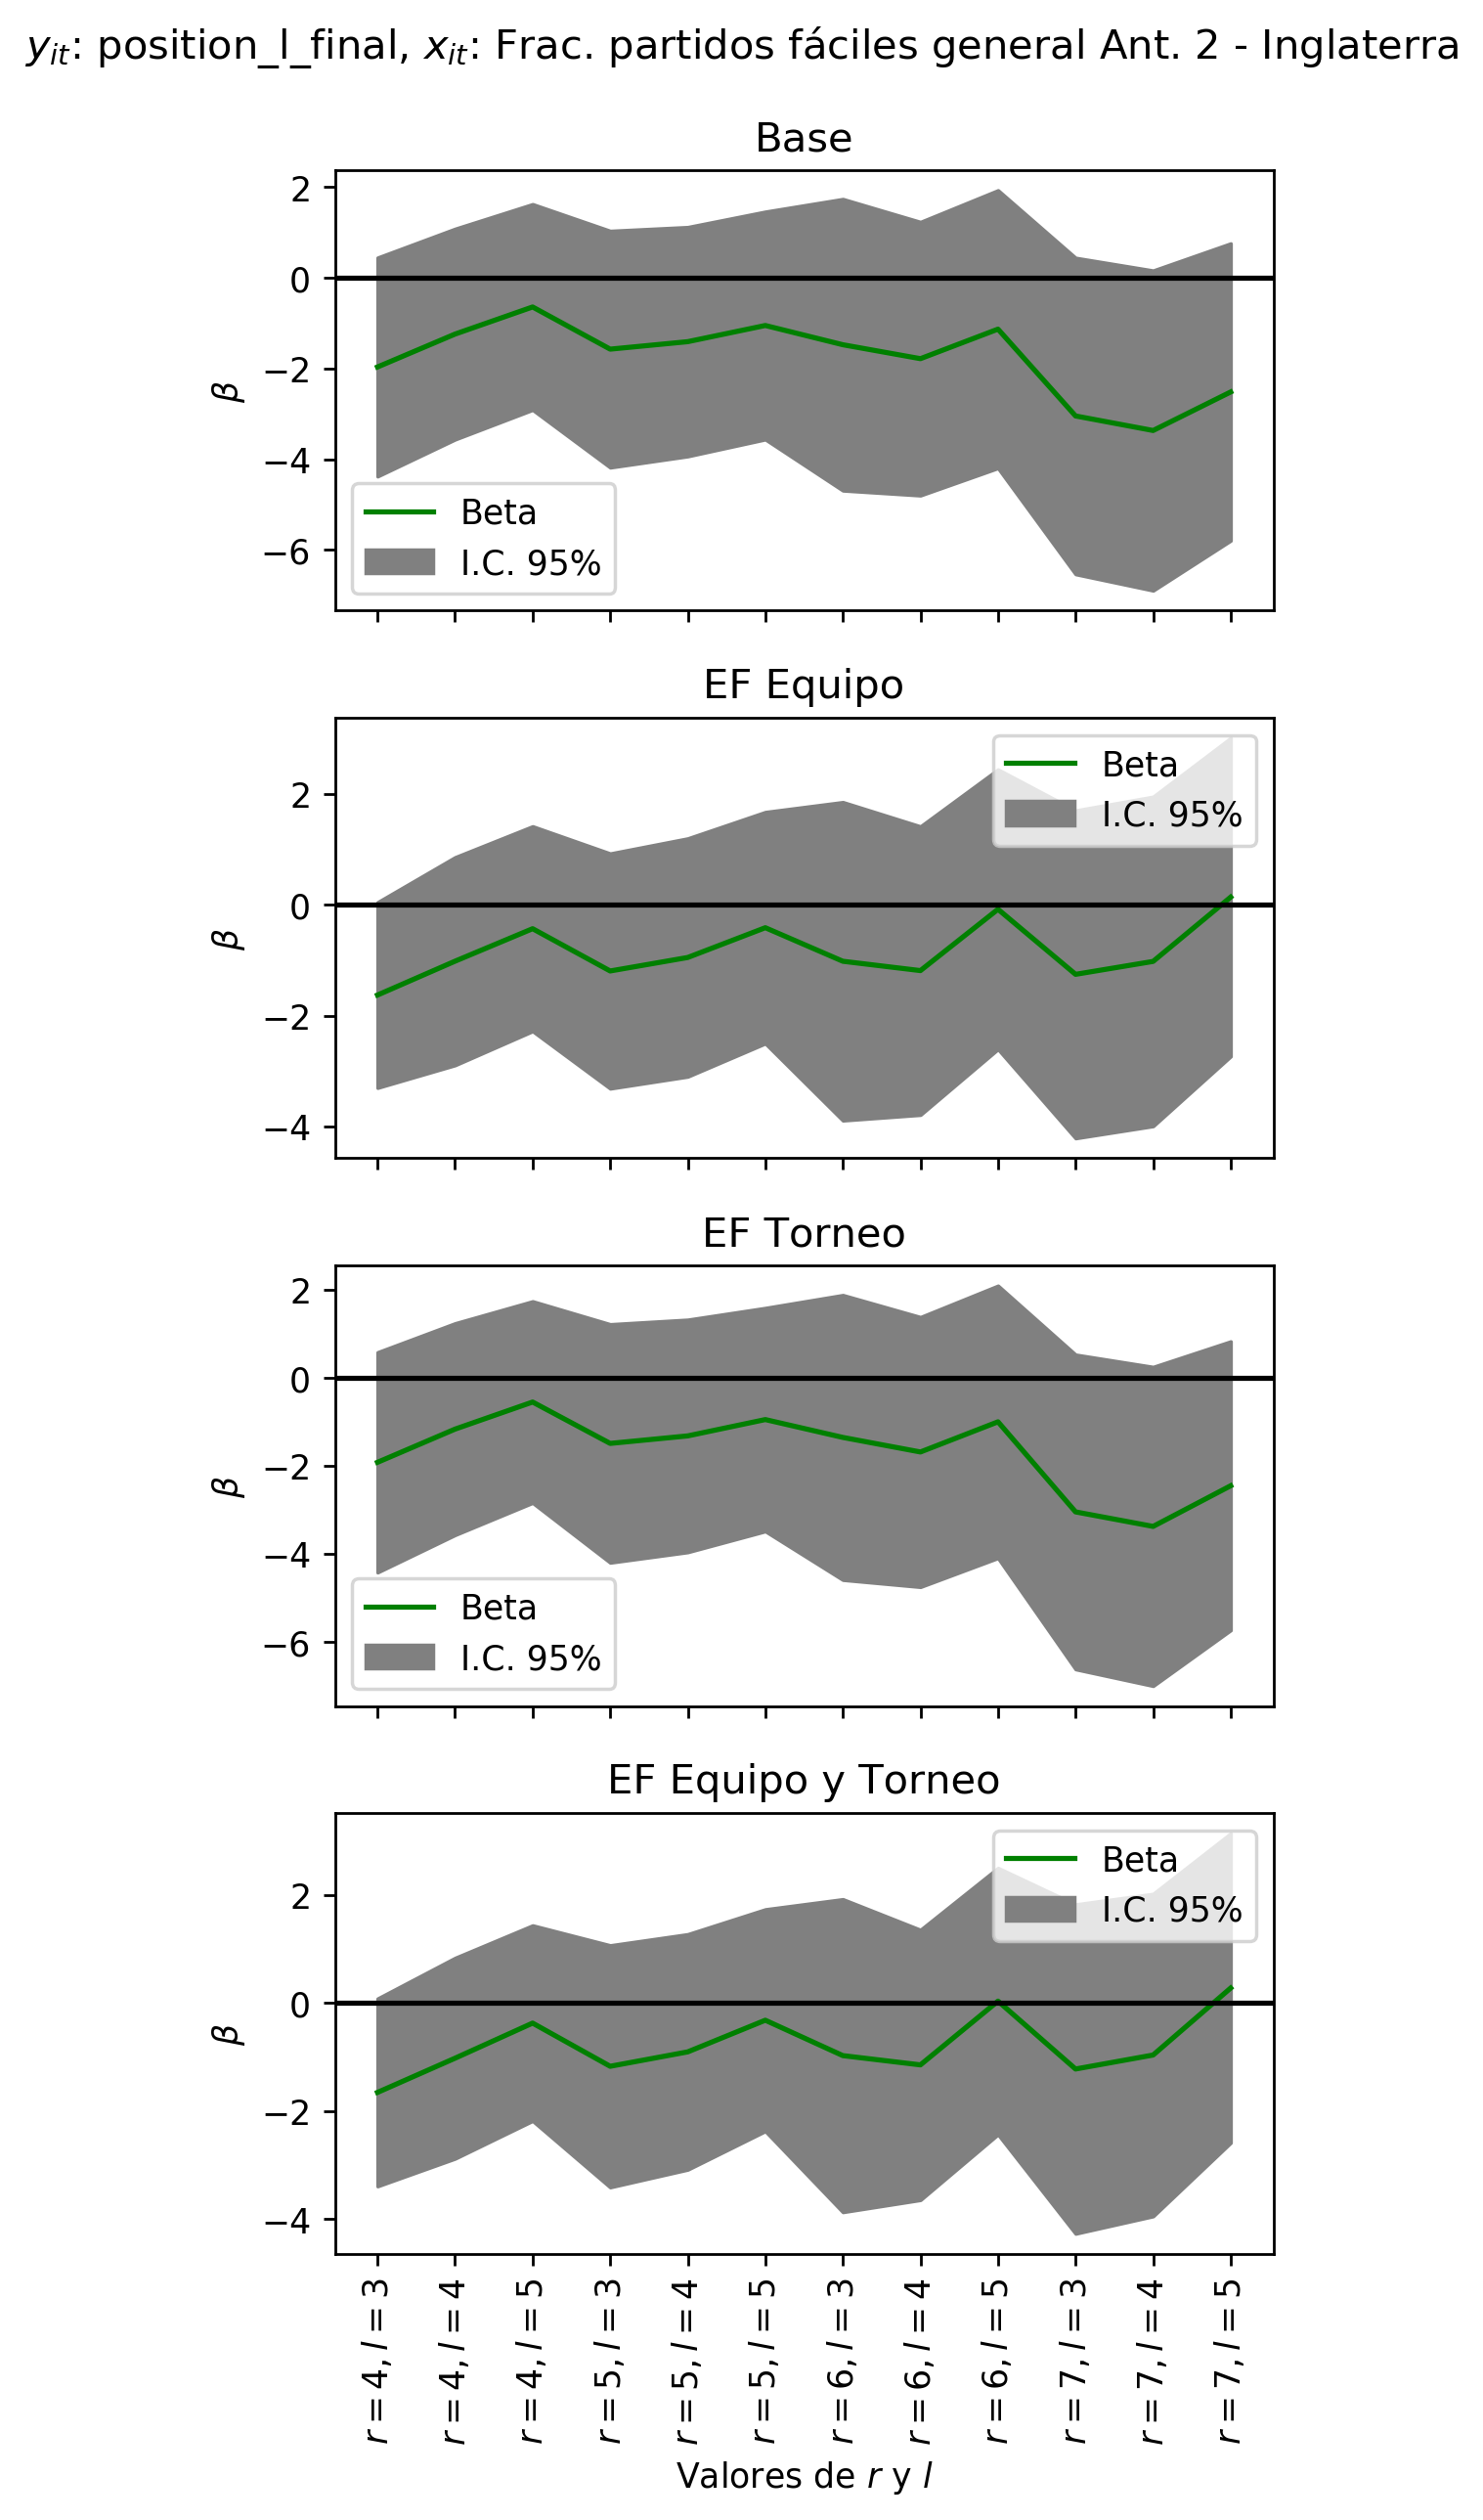 y_it: position_l_final, x_it: Frac. partidos fáciles general Ant. 2 - Inglaterra
Base
2
0
−2
−4
−6
β
Beta
I.C. 95%
EF Equipo
2
0
−2
−4
β
Beta
I.C. 95%
EF Torneo
2
0
−2
−4
−6
β
Beta
I.C. 95%
EF Equipo y Torneo
2
0
−2
−4
β
Beta
I.C. 95%
r = 4, l = 3
r = 4, l = 4
r = 4, l = 5
r = 5, l = 3
r = 5, l = 4
r = 5, l = 5
r = 6, l = 3
r = 6, l = 4
r = 6, l = 5
r = 7, l = 3
r = 7, l = 4
r = 7, l = 5
Valores de r y l